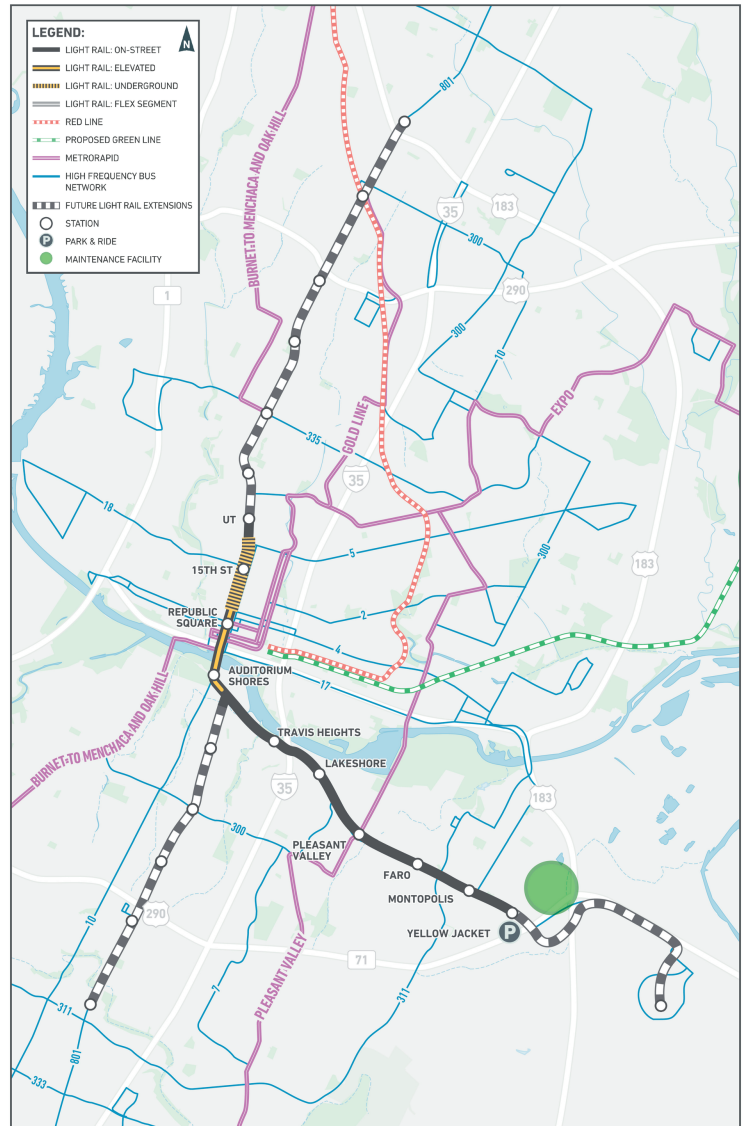 LEGEND:
N
LIGHT RAIL: ON-STREET
LIGHT RAIL: ELEVATED
LIGHT RAIL: UNDERGROUND
LIGHT RAIL: FLEX SEGMENT
RED LINE
PROPOSED GREEN LINE
METRORAPID
HIGH FREQUENCY BUS
NETWORK
FUTURE LIGHT RAIL EXTENSIONS
STATION
P
PARK & RIDE
MAINTENANCE FACILITY
801
BURNET: TO MENCHACA AND OAK HILL
35
183
300
1
290
300
10
EXPO
GOLD LINE
335
35
18
UT
5
300
15TH ST
183
2
REPUBLIC
SQUARE
4
AUDITORIUM
SHORES
17
BURNET: TO MENCHACA AND OAK HILL
TRAVIS HEIGHTS
LAKESHORE
35
183
300
PLEASANT
VALLEY
FARO
MONTOPOLIS
290
10
YELLOW JACKET
P
71
PLEASANT VALLEY
7
311
311
801
333